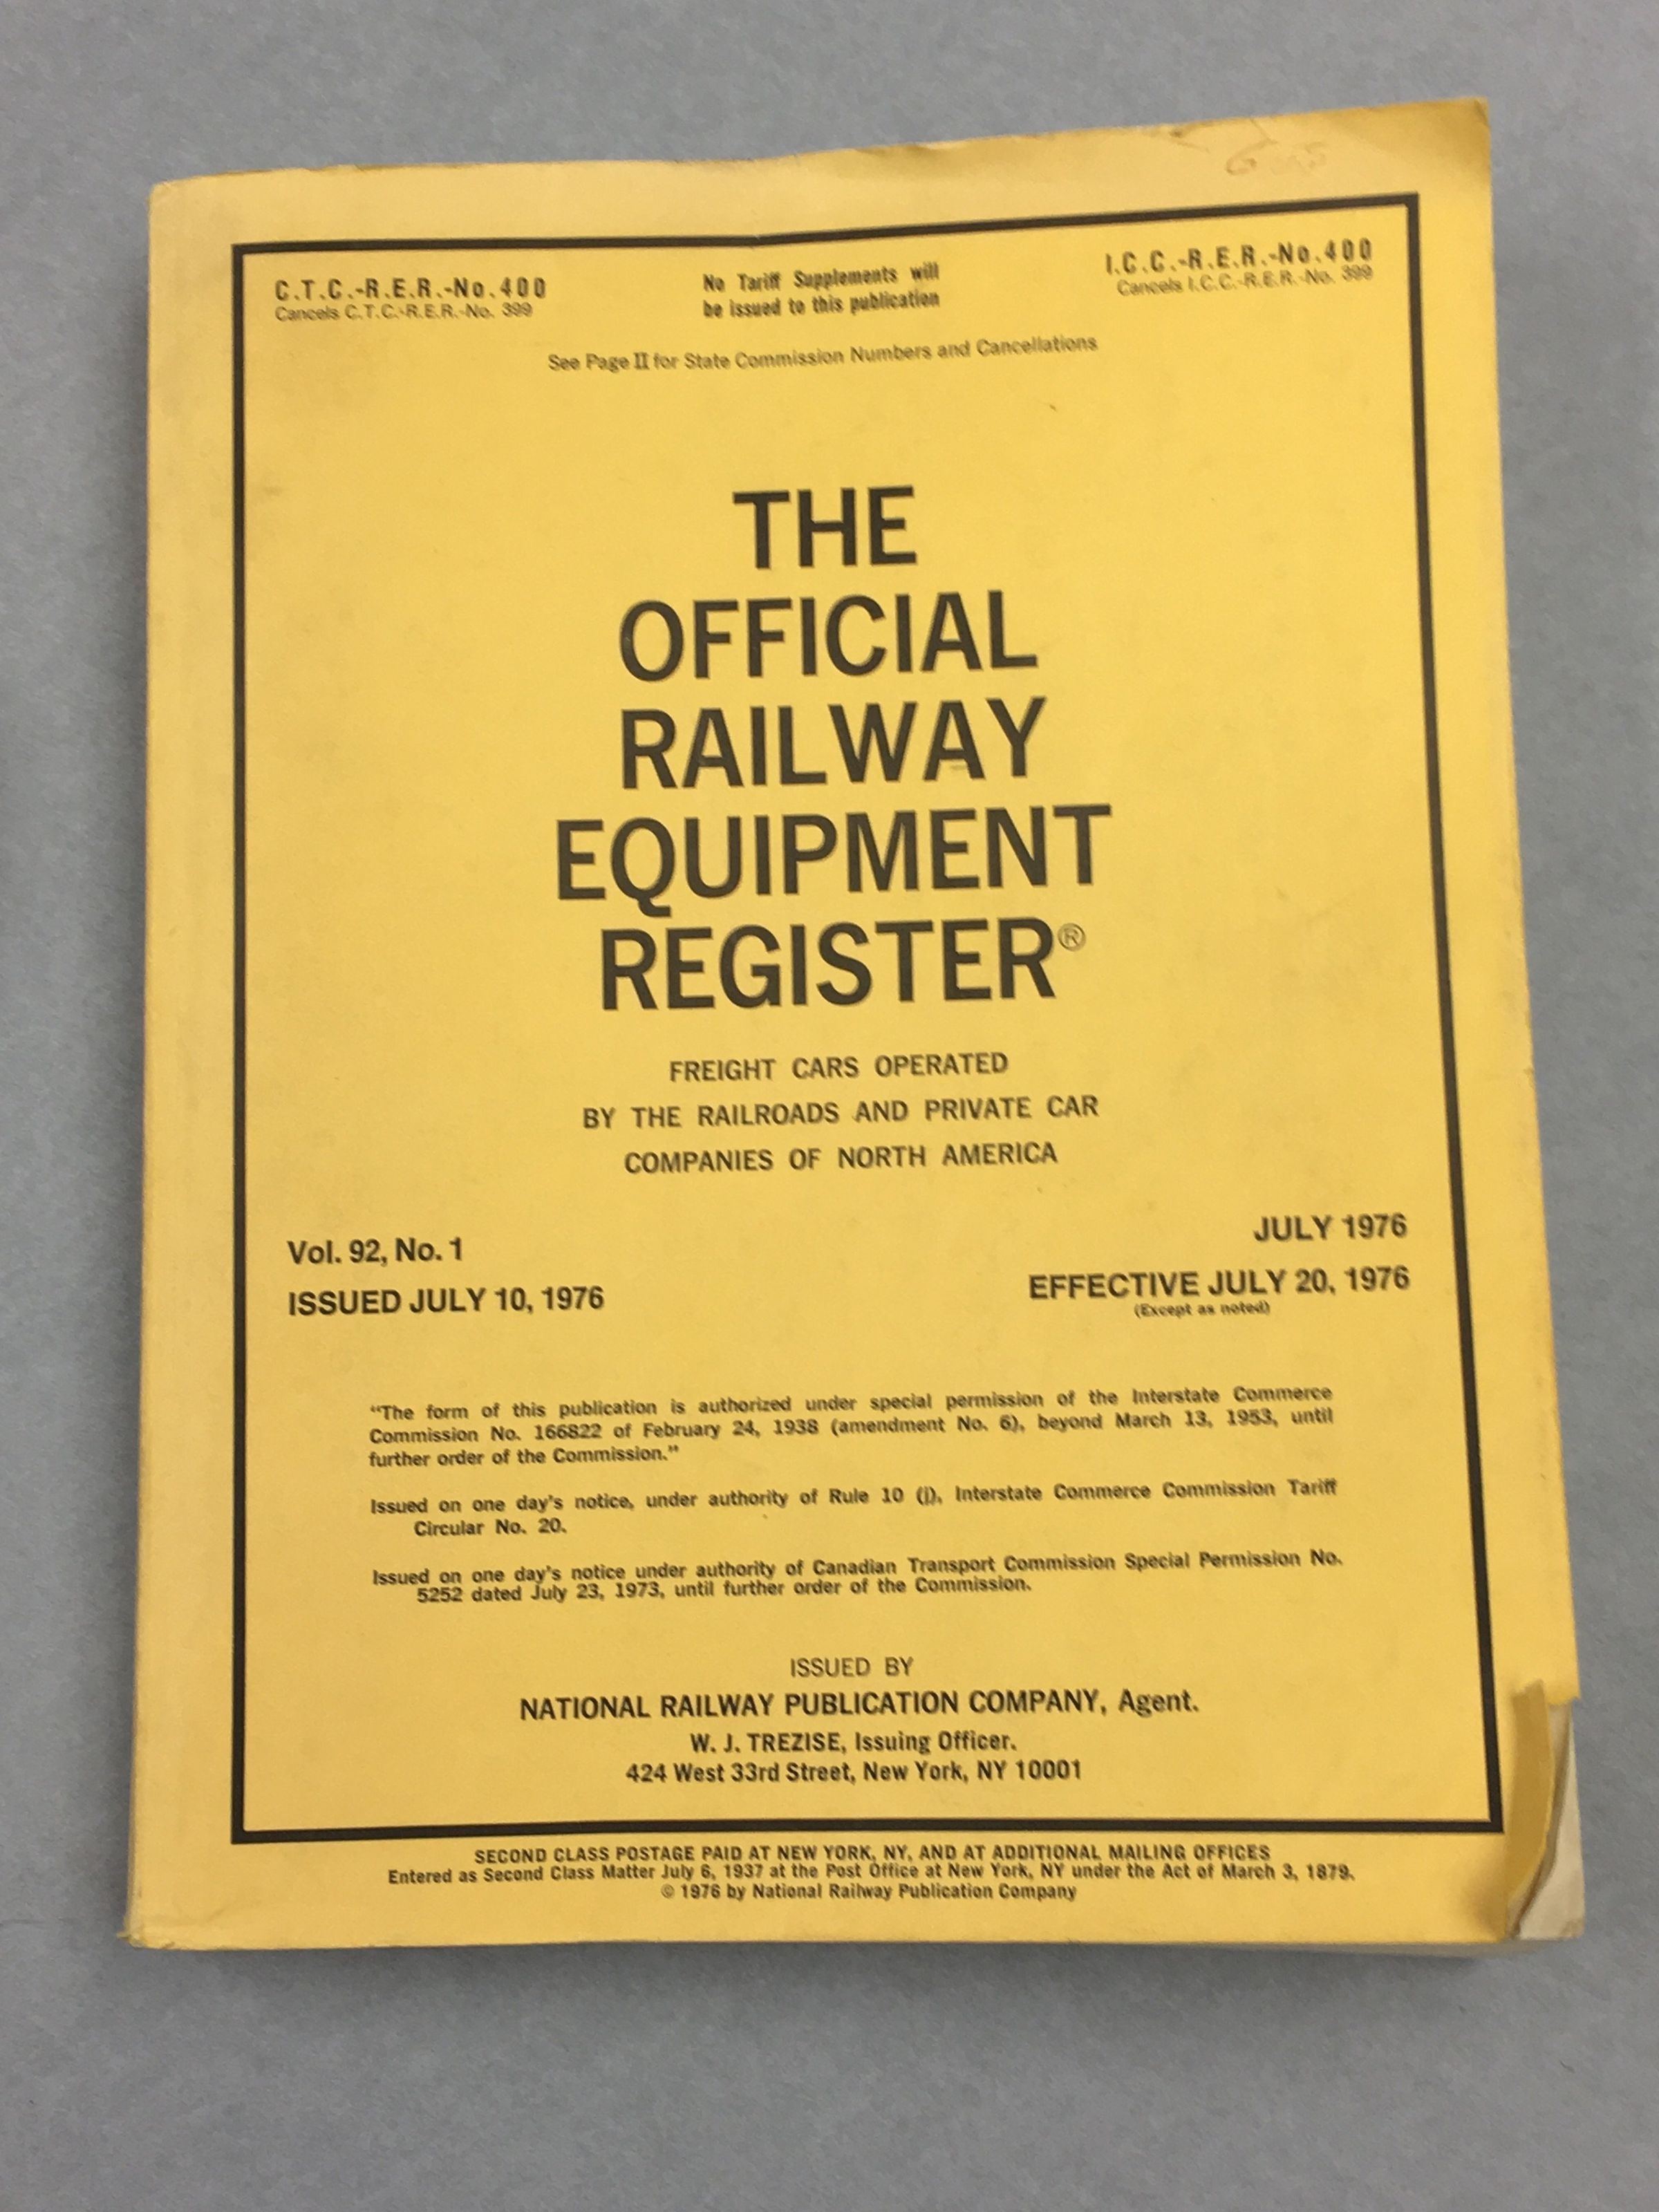 C.T.C.-R.E.R.-No.400
Cancels C.T.C.-R.E.R.-No. 399
No Tariff Supplements will
be issued to this publication
I.C.C.-R.E.R.-No.400
Cancels I.C.C.-R.E.R.-No. 399
See Page II for State Commission Numbers and Cancellations
THE
OFFICIAL
RAILWAY
EQUIPMENT
REGISTER®
FREIGHT CARS OPERATED
BY THE RAILROADS AND PRIVATE CAR
COMPANIES OF NORTH AMERICA
Vol. 92, No. 1
ISSUED JULY 10, 1976
JULY 1976
EFFECTIVE JULY 20, 1976
(Except as noted)
"The form of this publication is authorized under special permission of the Interstate Commerce
Commission No. 166822 of February 24, 1938 (amendment No. 6), beyond March 13, 1953, until
further order of the Commission."
Issued on one day's notice, under authority of Rule 10 (j), Interstate Commerce Commission Tariff
Circular No. 20.
Issued on one day's notice under authority of Canadian Transport Commission Special Permission No.
5252 dated July 23, 1973, until further order of the Commission.
ISSUED BY
NATIONAL RAILWAY PUBLICATION COMPANY, Agent.
W. J. TREZISE, Issuing Officer.
424 West 33rd Street, New York, NY 10001
SECOND CLASS POSTAGE PAID AT NEW YORK, NY, AND AT ADDITIONAL MAILING OFFICES
Entered as Second Class Matter July 6, 1937 at the Post Office at New York, NY under the Act of March 3, 1879.
© 1976 by National Railway Publication Company